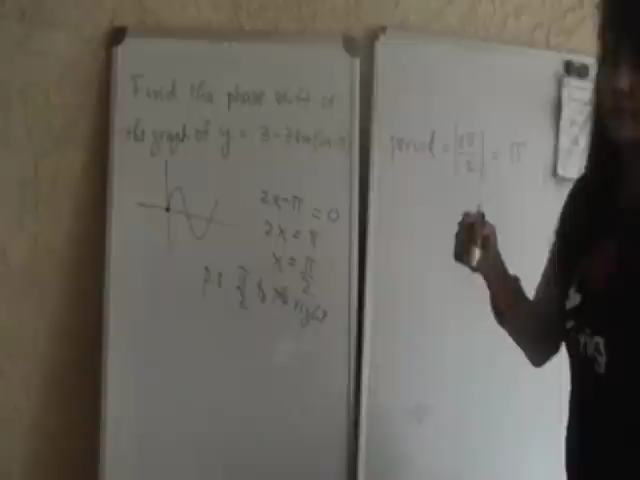 Find the phase shift of
the graph of y = 3 - 2 sin(2x-π)
2x-π = 0
2x = π
x = π/2
P.S π/2 to the
right
period = |2π/2| = π